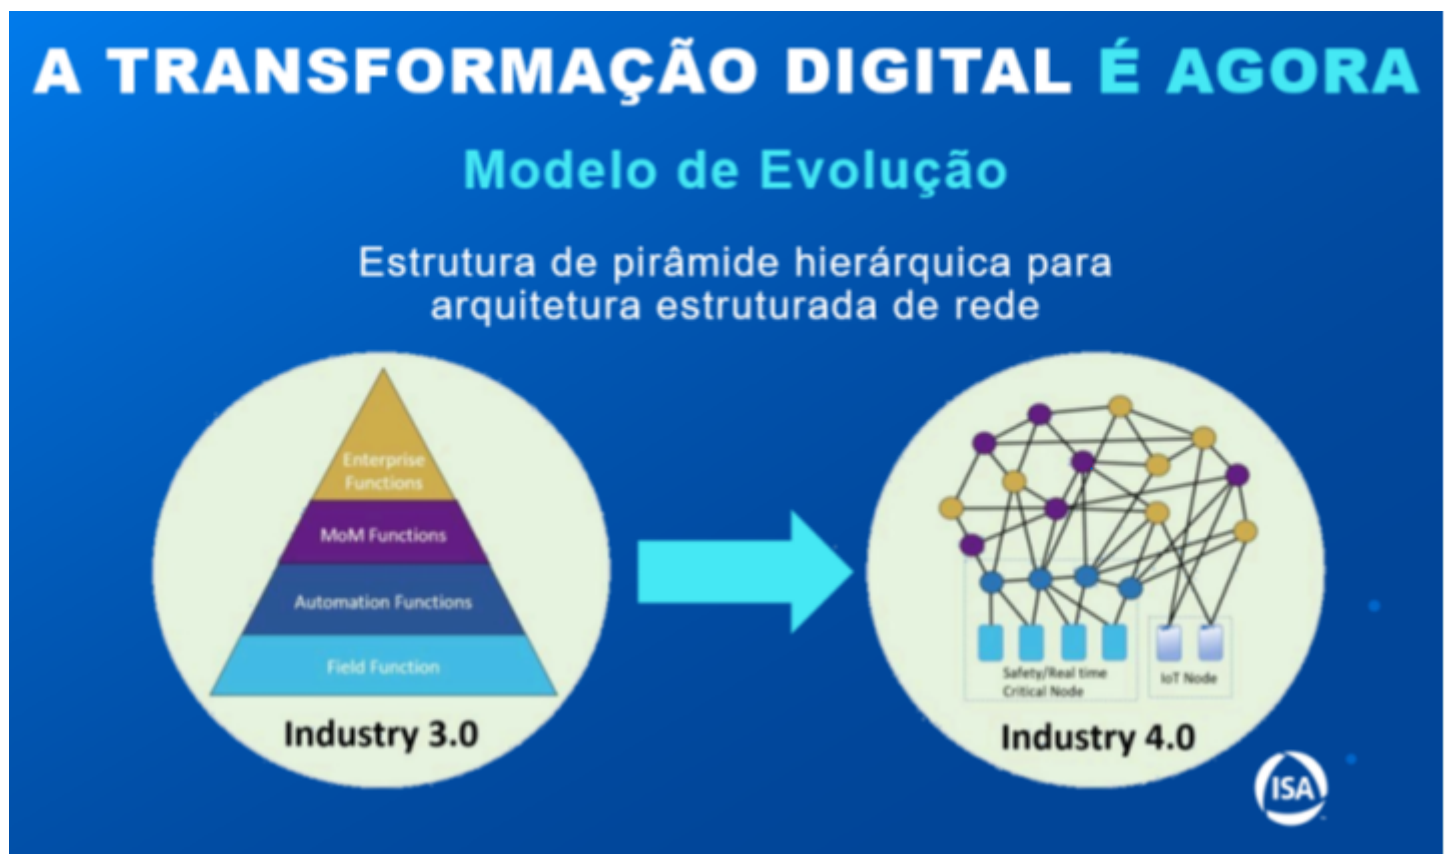 A TRANSFORMAÇÃO DIGITAL É AGORA
Modelo de Evolução
Estrutura de pirâmide hierárquica para
arquitetura estruturada de rede
Enterprise
Functions
MoM Functions
Automation Functions
Field Function
Industry 3.0
Safety/Real time
Critical Node
IoT Node
Industry 4.0
ISA